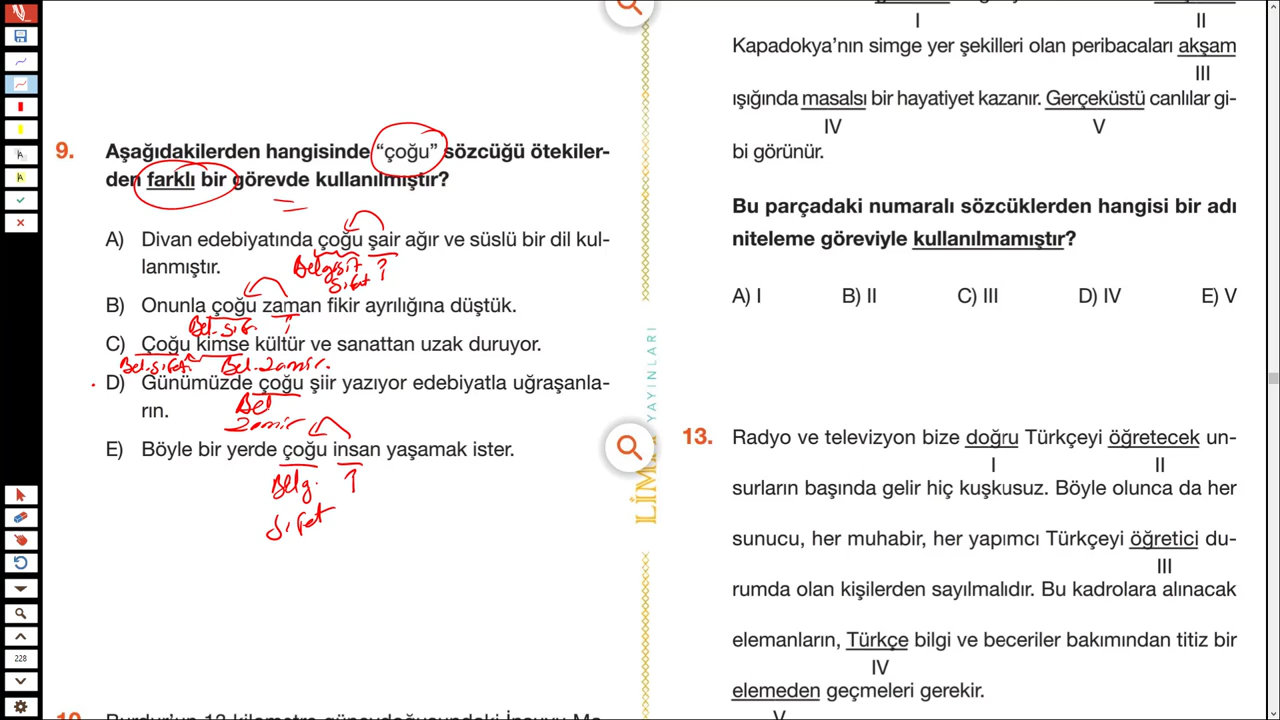 9. Aşağıdakilerden hangisinde “çoğu” sözcüğü ötekiler-
den farklı bir görevde kullanılmıştır?
A) Divan edebiyatında çoğu şair ağır ve süslü bir dil kul-
lanmıştır.
Belgisiz
Sıfat
İ
B) Onunla çoğu zaman fikir ayrılığına düştük.
Bel. sıf. İ
C) Çoğu kimse kültür ve sanattan uzak duruyor.
Bel. sıfat. Bel. zamir.
D) Günümüzde çoğu şiir yazıyor edebiyatla uğraşanla-
rın.
Bel
zamir
E) Böyle bir yerde çoğu insan yaşamak ister.
Belg. İ
sıfat
LİM
YAYINLARI
I
II
Kapadokya’nın simge yer şekilleri olan peribacaları akşam
III
ışığında masalsı bir hayatiyet kazanır. Gerçeküstü canlılar gi-
IV V
bi görünür.
Bu parçadaki numaralı sözcüklerden hangisi bir adı
niteleme göreviyle kullanılmamıştır?
A) I B) II C) III D) IV E) V
13. Radyo ve televizyon bize doğru Türkçeyi öğretecek un-
I II
surların başında gelir hiç kuşkusuz. Böyle olunca da her
sunucu, her muhabir, her yapımcı Türkçeyi öğretici du-
III
rumda olan kişilerden sayılmalıdır. Bu kadrolara alınacak
elemanların, Türkçe bilgi ve beceriler bakımından titiz bir
IV
elemeden geçmeleri gerekir.
V
228